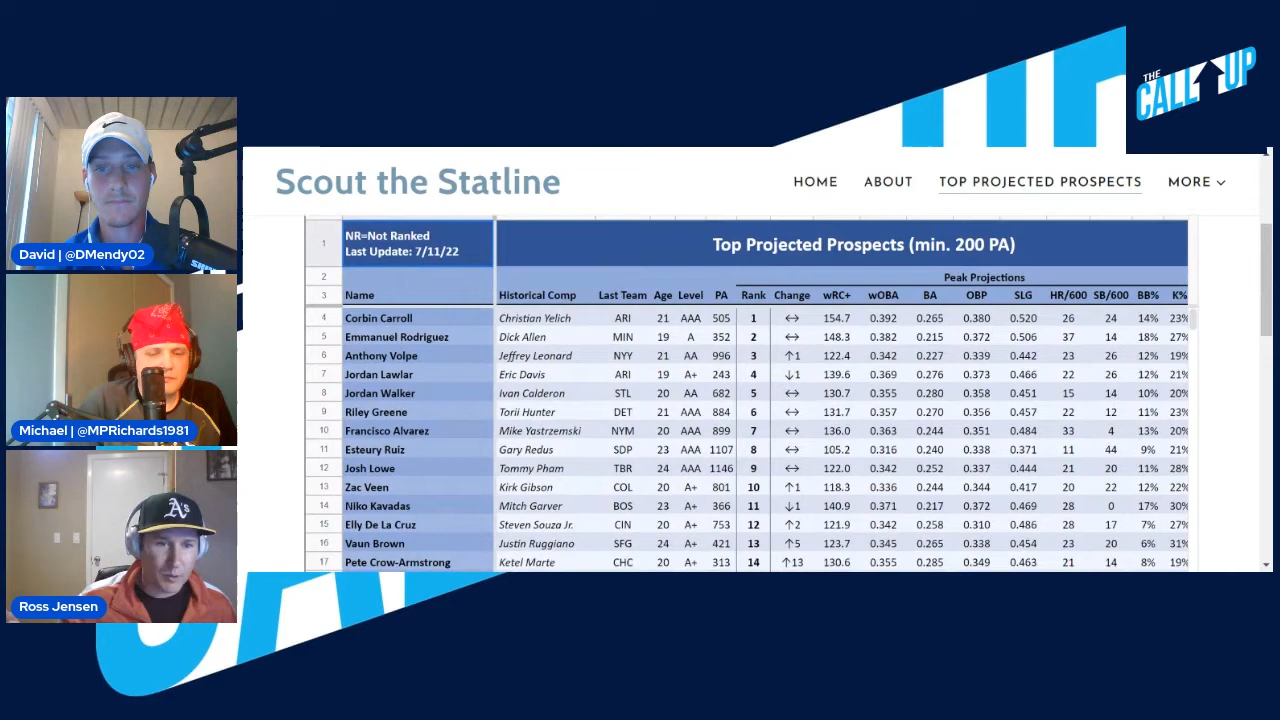 THE
CALL UP
Scout the Statline
HOME ABOUT TOP PROJECTED PROSPECTS MORE
1 NR=Not Ranked
Last Update: 7/11/22
Top Projected Prospects (min. 200 PA)
2 Peak Projections
3 Name Historical Comp Last Team Age Level PA Rank Change wRC+ wOBA BA OBP SLG HR/600 SB/600 BB% K%
4 Corbin Carroll Christian Yelich ARI 21 AAA 505 1 ↔ 154.7 0.392 0.265 0.380 0.520 26 24 14% 23%
5 Emmanuel Rodriguez Dick Allen MIN 19 A 352 2 ↔ 148.3 0.382 0.215 0.372 0.506 37 14 18% 27%
6 Anthony Volpe Jeffrey Leonard NYY 21 AA 996 3 ↑1 122.4 0.342 0.227 0.339 0.442 23 26 12% 19%
7 Jordan Lawlar Eric Davis ARI 19 A+ 243 4 ↓1 139.6 0.369 0.276 0.373 0.466 22 26 12% 21%
8 Jordan Walker Ivan Calderon STL 20 AA 682 5 ↔ 130.7 0.355 0.280 0.358 0.451 15 14 10% 20%
9 Riley Greene Torii Hunter DET 21 AAA 884 6 ↔ 131.7 0.357 0.270 0.356 0.457 22 12 11% 23%
10 Francisco Alvarez Mike Yastrzemski NYM 20 AAA 899 7 ↔ 136.0 0.363 0.244 0.351 0.484 33 4 13% 20%
11 Esteury Ruiz Gary Redus SDP 23 AAA 1107 8 ↔ 105.2 0.316 0.240 0.338 0.371 11 44 9% 21%
12 Josh Lowe Tommy Pham TBR 24 AAA 1146 9 ↔ 122.0 0.342 0.252 0.337 0.444 21 20 11% 28%
13 Zac Veen Kirk Gibson COL 20 A+ 801 10 ↑1 118.3 0.336 0.244 0.344 0.417 20 22 12% 22%
14 Niko Kavadas Mitch Garver BOS 23 A+ 366 11 ↓1 140.9 0.371 0.217 0.372 0.469 28 0 17% 30%
15 Elly De La Cruz Steven Souza Jr. CIN 20 A+ 753 12 ↑2 121.9 0.342 0.258 0.310 0.486 28 17 7% 27%
16 Vaun Brown Justin Ruggiano SFG 24 A+ 421 13 ↑5 123.7 0.345 0.265 0.338 0.454 23 20 6% 31%
17 Pete Crow-Armstrong Ketel Marte CHC 20 A+ 313 14 ↑13 130.6 0.355 0.285 0.349 0.463 21 14 8% 19%
David | @DMendy02
Michael | @MPRichards1981
A's
Ross Jensen